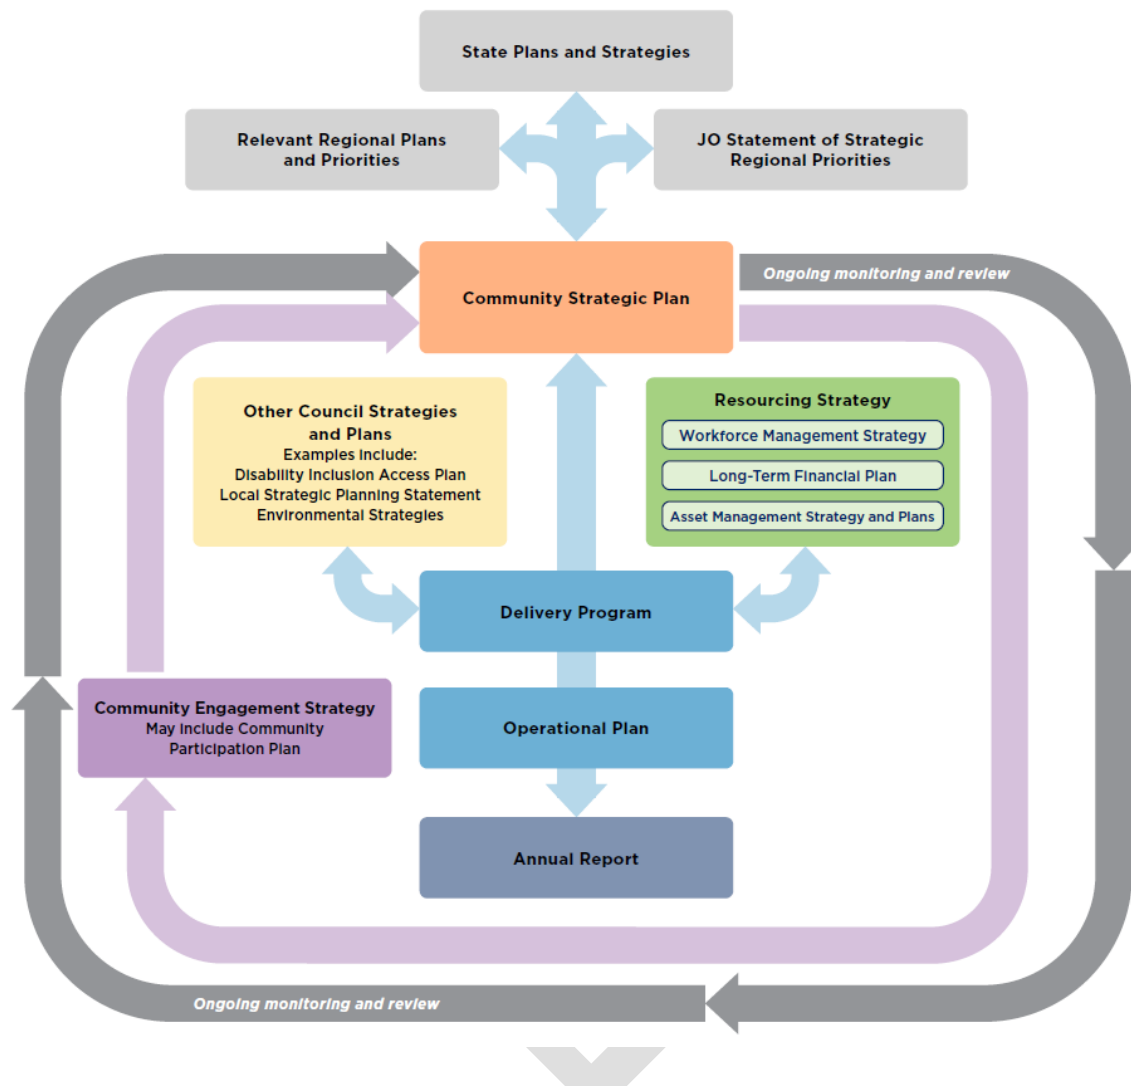 State Plans and Strategies
Relevant Regional Plans
and Priorities
JO Statement of Strategic
Regional Priorities
Community Strategic Plan
Ongoing monitoring and review
Other Council Strategies
and Plans
Examples Include:
Disability Inclusion Access Plan
Local Strategic Planning Statement
Environmental Strategies
Resourcing Strategy
Workforce Management Strategy
Long-Term Financial Plan
Asset Management Strategy and Plans
Delivery Program
Community Engagement Strategy
May Include Community
Participation Plan
Operational Plan
Annual Report
Ongoing monitoring and review